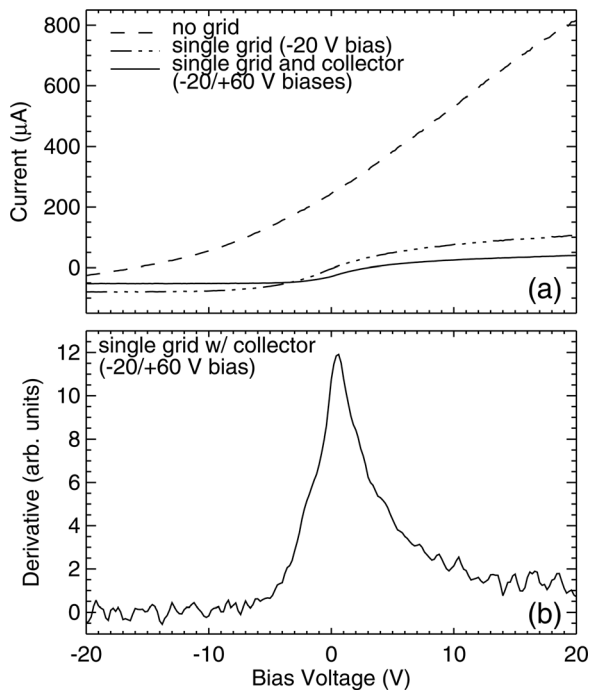 800
600
400
200
0
Current (μA)
no grid
single grid (-20 V bias)
single grid and collector
(-20/+60 V biases)
(a)
12
10
8
6
4
2
0
Derivative (arb. units)
single grid w/ collector
(-20/+60 V bias)
(b)
-20 -10 0 10 20
Bias Voltage (V)